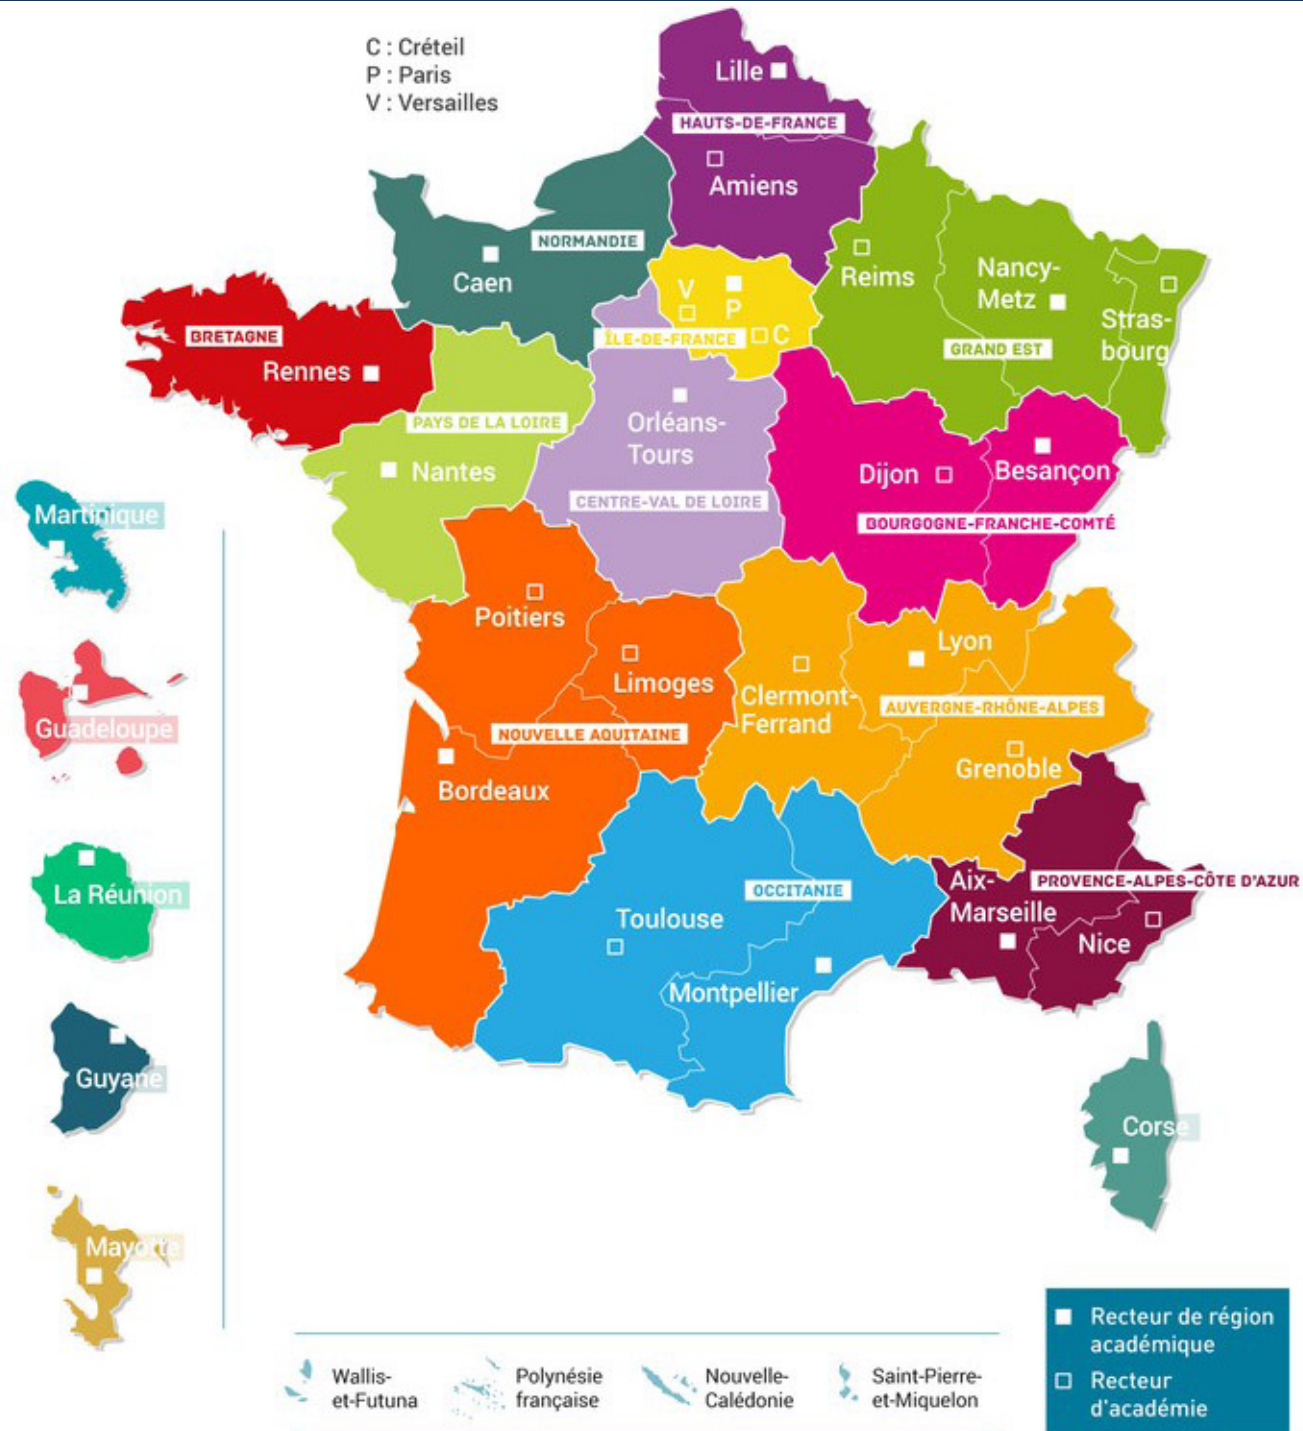 C : Créteil
P : Paris
V : Versailles
Lille
HAUTS-DE-FRANCE
Amiens
NORMANDIE
Caen
Reims
Nancy-
Metz
Stras-
bourg
GRAND EST
V
P
C
ÎLE-DE-FRANCE
BRETAGNE
Rennes
PAYS DE LA LOIRE
Nantes
Orléans-
Tours
CENTRE-VAL DE LOIRE
Dijon
Besançon
BOURGOGNE-FRANCHE-COMTÉ
Martinique
Poitiers
Limoges
NOUVELLE AQUITAINE
Bordeaux
Lyon
Clermont-
Ferrand
AUVERGNE-RHÔNE-ALPES
Grenoble
Guadeloupe
La Réunion
OCCITANIE
Toulouse
Montpellier
Aix-
Marseille
PROVENCE-ALPES-CÔTE D'AZUR
Nice
Guyane
Corse
Mayotte
Wallis-
et-Futuna
Polynésie
française
Nouvelle-
Calédonie
Saint-Pierre-
et-Miquelon
Recteur de région
académique
Recteur
d'académie